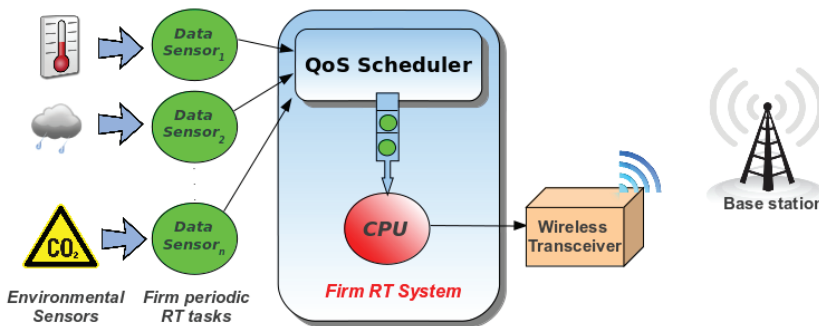 Data
Sensor1
QoS Scheduler
Data
Sensor2
Data
Sensorn
CO2
CPU
Wireless
Transceiver
Base station
Firm RT System
Environmental
Sensors
Firm periodic
RT tasks